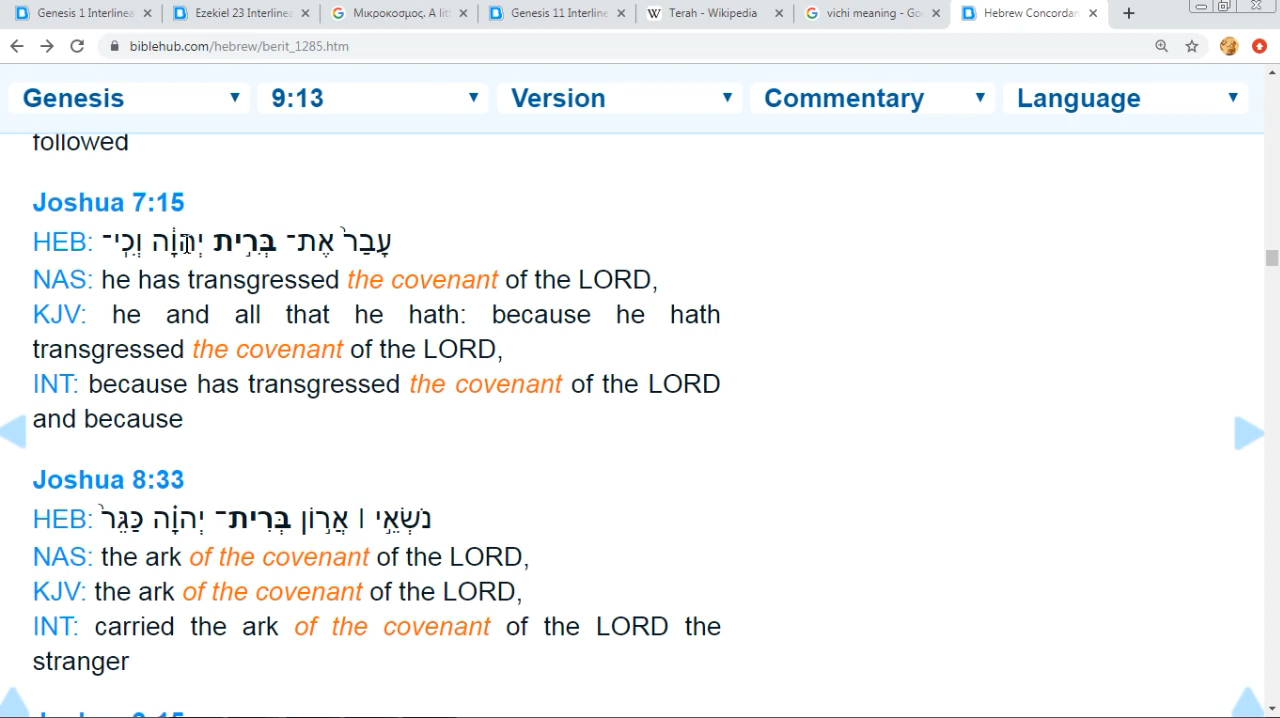 Genesis 1 Interlinea
Ezekiel 23 Interlinea
Μικροκοσμος. A lit
Genesis 11 Interline
Terah - Wikipedia
vichi meaning - Go
Hebrew Concordan
biblehub.com/hebrew/berit_1285.htm
Genesis 9:13 Version Commentary Language
followed
Joshua 7:15
HEB: עָבַר֙ אֶת־ בְּרִ֣ית יְהוָ֔ה וְכִֽי־
NAS: he has transgressed the covenant of the LORD,
KJV: he and all that he hath: because he hath
transgressed the covenant of the LORD,
INT: because has transgressed the covenant of the LORD
and because
Joshua 8:33
HEB: נֹשְׂאֵ֣י ׀ אֲר֣וֹן בְּרִית־ יְהוָ֗ה כַּגֵּר֙
NAS: the ark of the covenant of the LORD,
KJV: the ark of the covenant of the LORD,
INT: carried the ark of the covenant of the LORD the
stranger